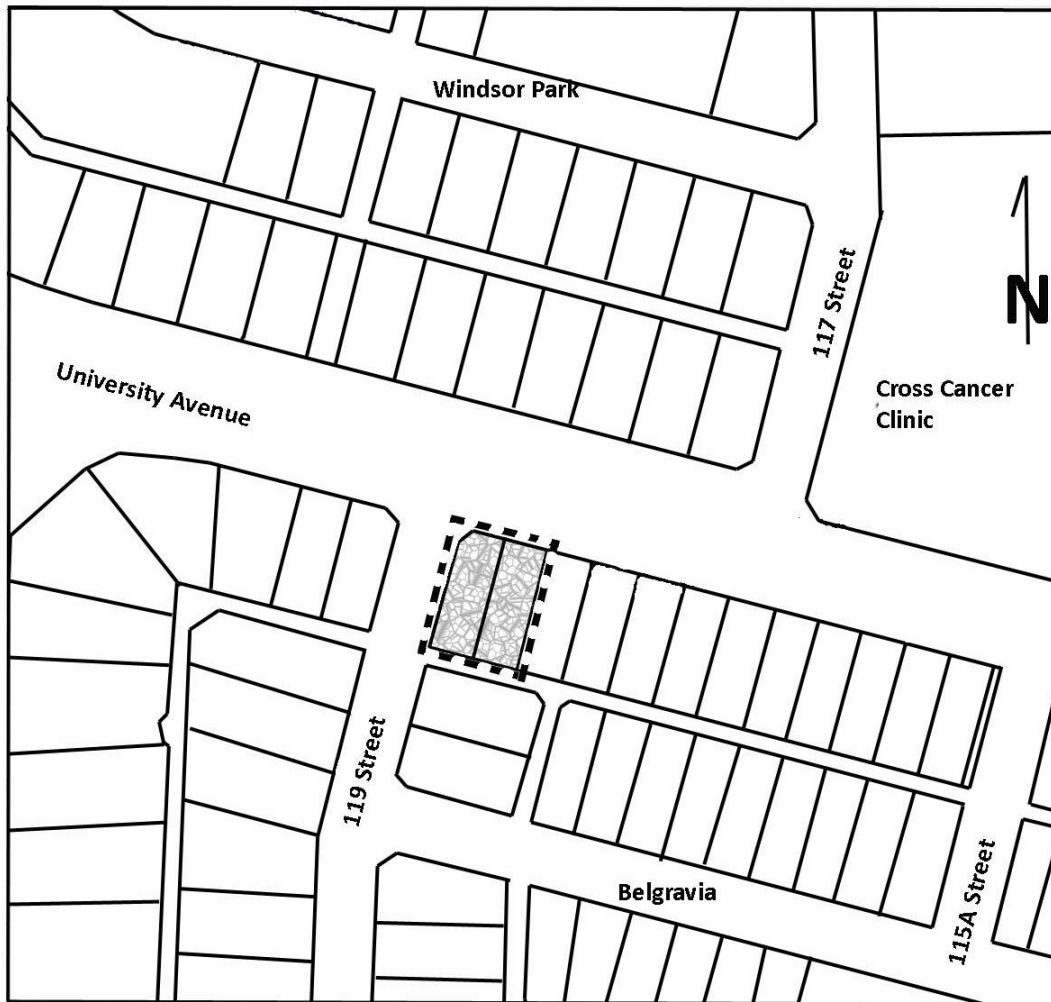 Windsor Park
117 Street
N
University Avenue
Cross Cancer
Clinic
119 Street
Belgravia
115A Street